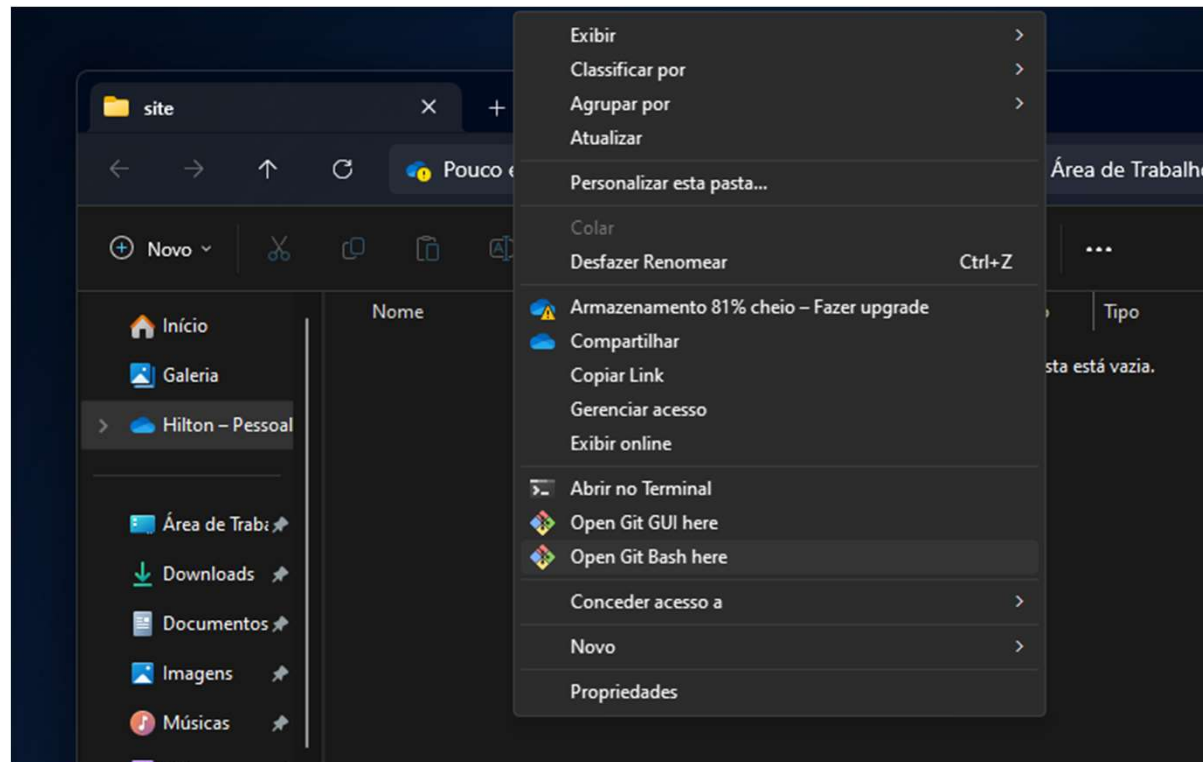 site
Pouco e
Área de Trabalho
Novo
Início
Galeria
Hilton – Pessoal
Área de Traba
Downloads
Documentos
Imagens
Músicas
Nome
Tipo
sta está vazia.
Exibir
Classificar por
Agrupar por
Atualizar
Personalizar esta pasta...
Colar
Desfazer Renomear Ctrl+Z
Armazenamento 81% cheio – Fazer upgrade
Compartilhar
Copiar Link
Gerenciar acesso
Exibir online
Abrir no Terminal
Open Git GUI here
Open Git Bash here
Conceder acesso a
Novo
Propriedades